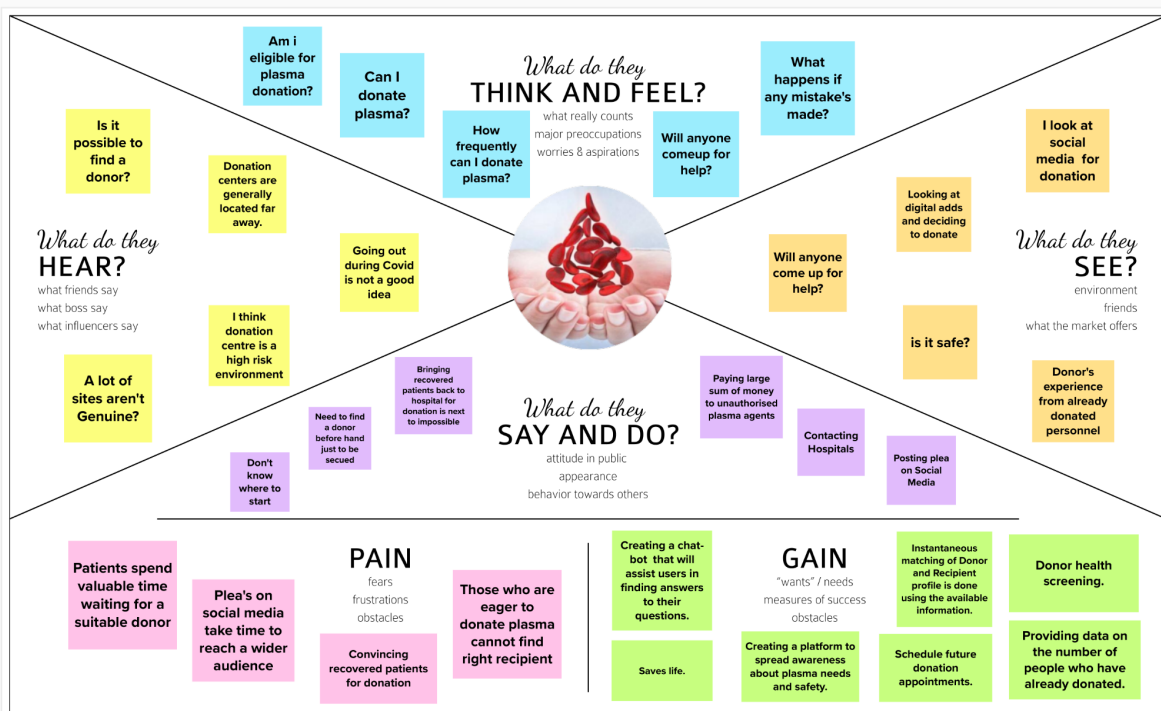 Am i
eligible for
plasma
donation?
Can I
donate
plasma?
What do they
THINK AND FEEL?
what really counts
major preoccupations
worries & aspirations
How
frequently
can I donate
plasma?
Will anyone
comeup for
help?
What
happens if
any mistake's
made?
Is it
possible to
find a
donor?
Donation
centers are
generally
located far
away.
What do they
HEAR?
what friends say
what boss say
what influencers say
Going out
during Covid
is not a good
idea
I think
donation
centre is a
high risk
environment
A lot of
sites aren't
Genuine?
I look at
social
media for
donation
Looking at
digital adds
and deciding
to donate
What do they
SEE?
environment
friends
what the market offers
Will anyone
come up for
help?
is it safe?
Donor's
experience
from already
donated
personnel
Bringing
recovered
patients back to
hospital for
donation is next
to impossible
Need to find
a donor
before hand
just to be
secued
Don't
know
where to
start
What do they
SAY AND DO?
attitude in public
appearance
behavior towards others
Paying large
sum of money
to unauthorised
plasma agents
Contacting
Hospitals
Posting plea
on Social
Media
Patients spend
valuable time
waiting for a
suitable donor
Plea's on
social media
take time to
reach a wider
audience
PAIN
fears
frustrations
obstacles
Convincing
recovered patients
for donation
Those who are
eager to
donate plasma
cannot find
right recipient
Creating a chat-
bot that will
assist users in
finding answers
to their
questions.
Saves life.
GAIN
"wants" / needs
measures of success
obstacles
Creating a platform to
spread awareness
about plasma needs
and safety.
Instantaneous
matching of Donor
and Recipient
profile is done
using the available
information.
Schedule future
donation
appointments.
Donor health
screening.
Providing data on
the number of
people who have
already donated.